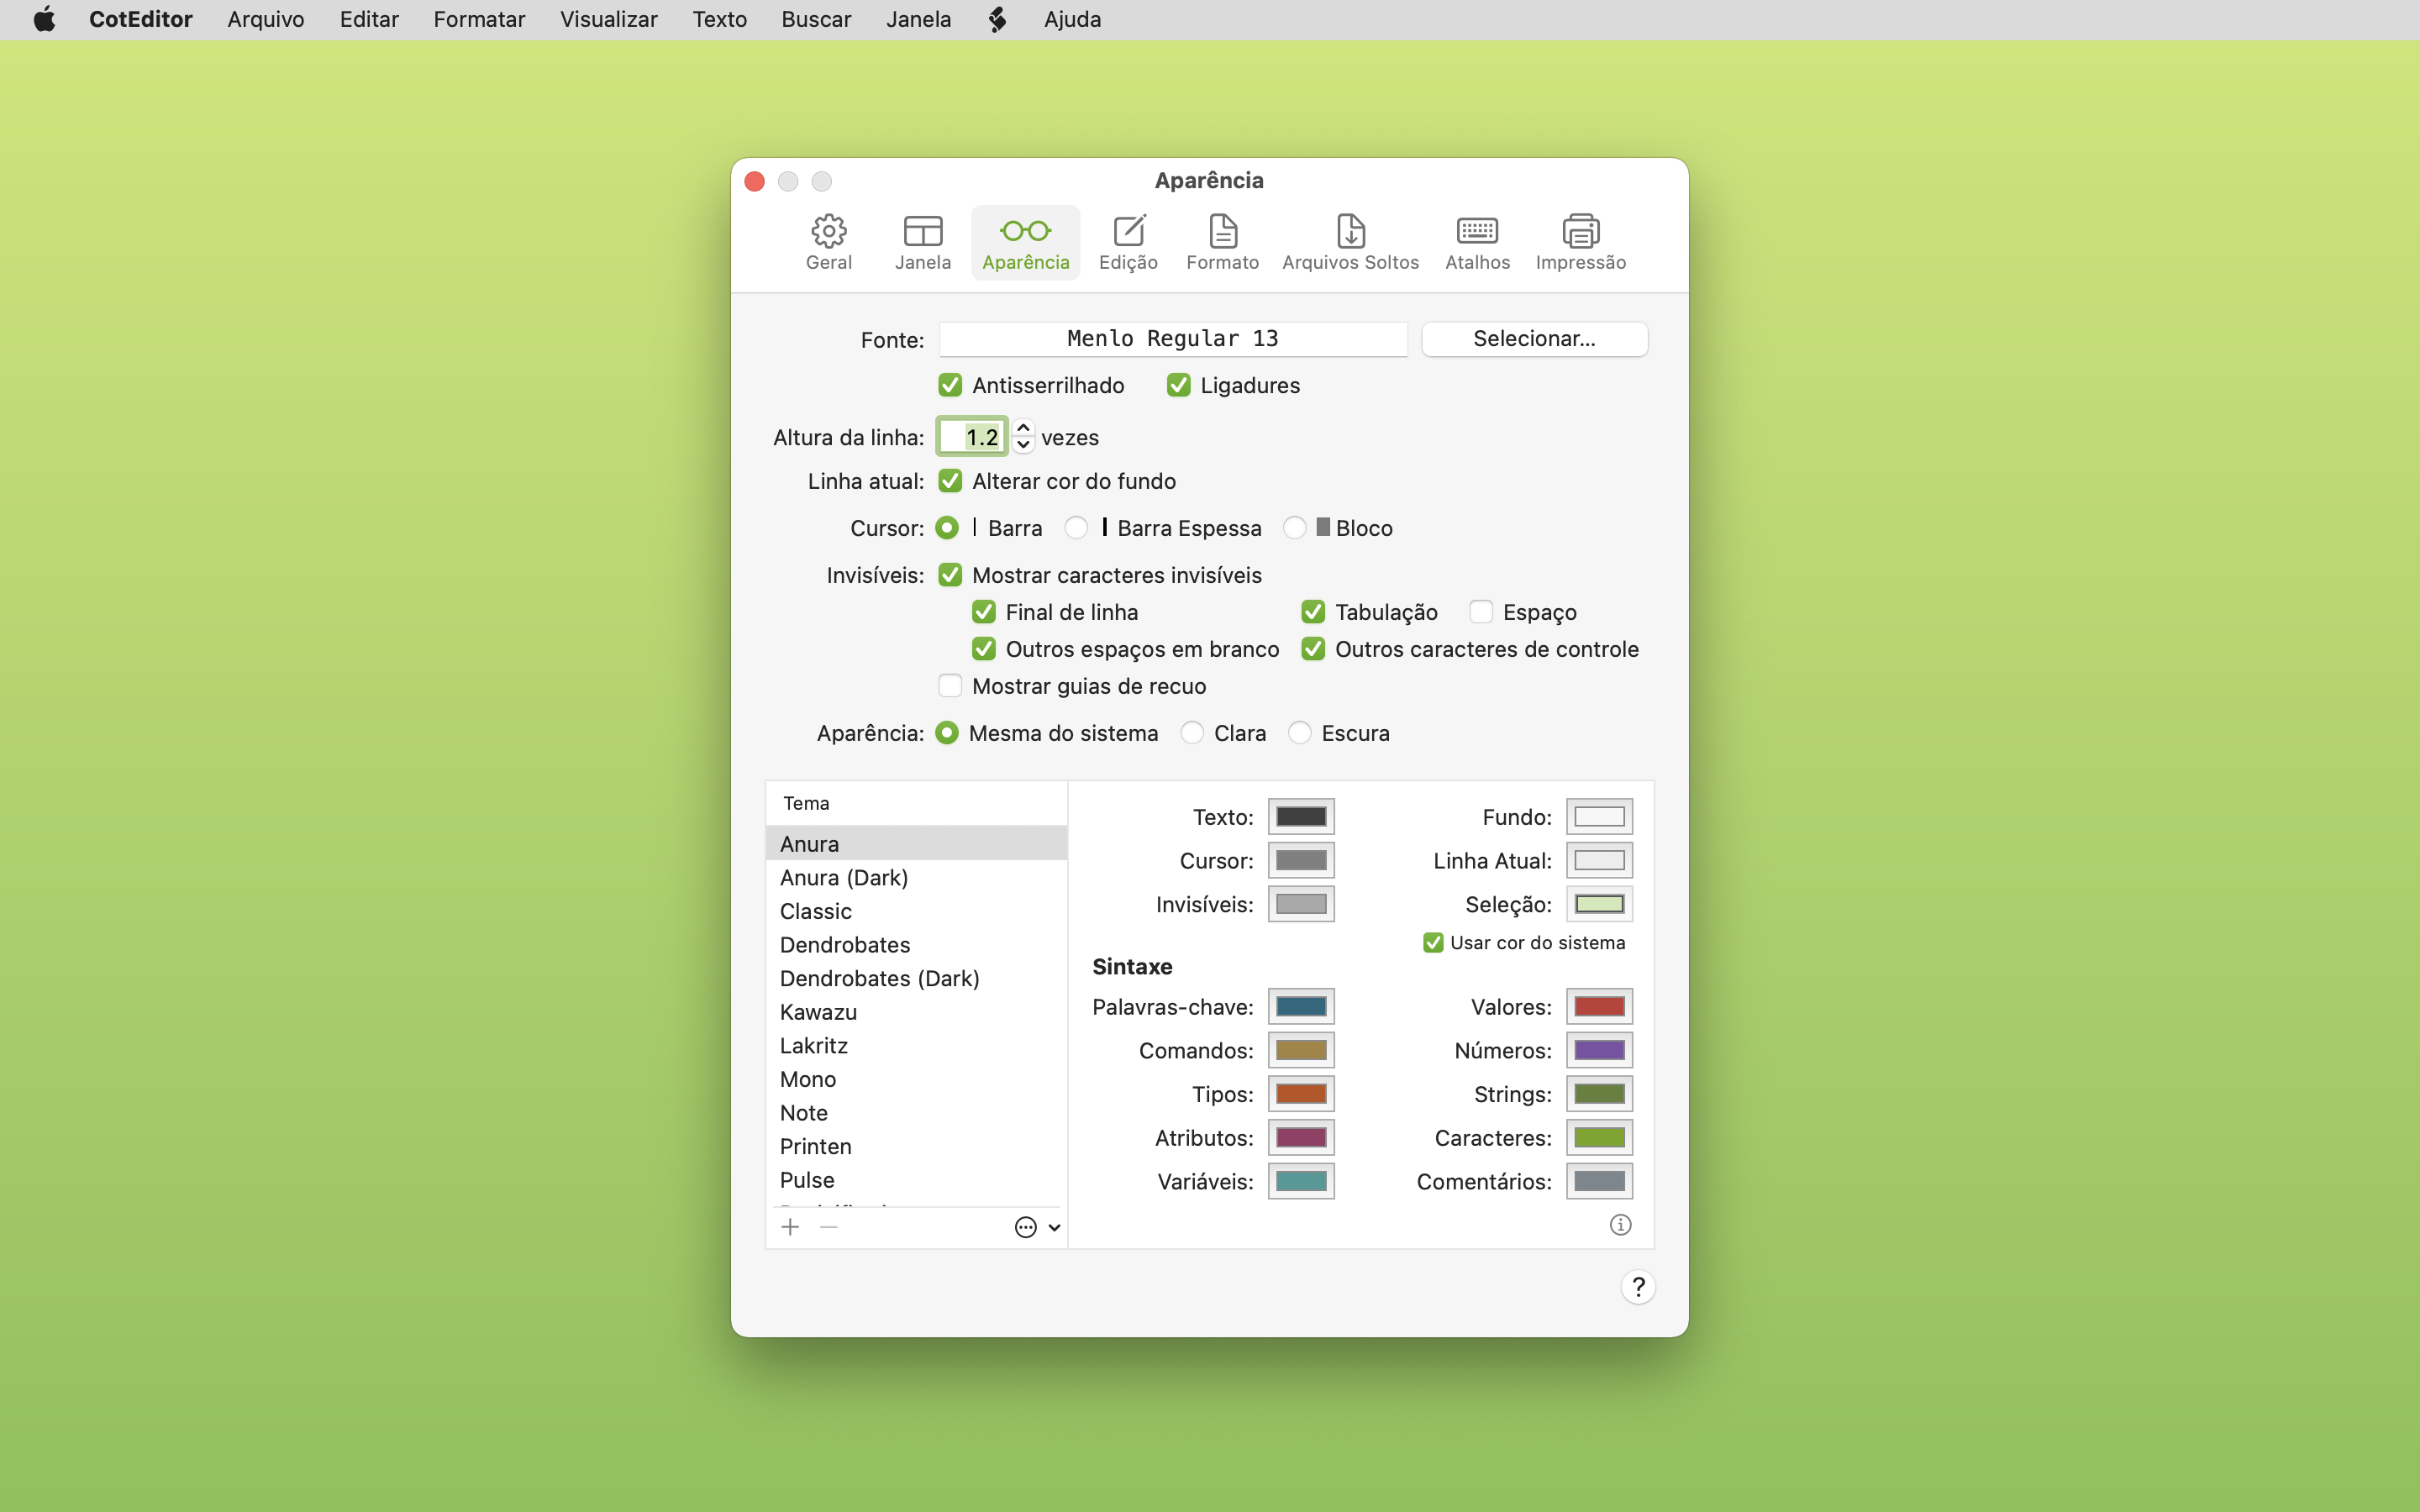 CotEditor Arquivo Editar Formatar Visualizar Texto Buscar Janela Ajuda
Aparência
Geral Janela Aparência Edição Formato Arquivos Soltos Atalhos Impressão
Fonte: Menlo Regular 13 Selecionar...
Antisserrilhado Ligadures
Altura da linha: 1.2 vezes
Linha atual: Alterar cor do fundo
Cursor: Barra Barra Espessa Bloco
Invisíveis: Mostrar caracteres invisíveis
Final de linha Tabulação Espaço
Outros espaços em branco Outros caracteres de controle
Mostrar guias de recuo
Aparência: Mesma do sistema Clara Escura
Tema
Anura
Anura (Dark)
Classic
Dendrobates
Dendrobates (Dark)
Kawazu
Lakritz
Mono
Note
Printen
Pulse
Texto: Fundo:
Cursor: Linha Atual:
Invisíveis: Seleção:
Usar cor do sistema
Sintaxe
Palavras-chave: Valores:
Comandos: Números:
Tipos: Strings:
Atributos: Caracteres:
Variáveis: Comentários:
?